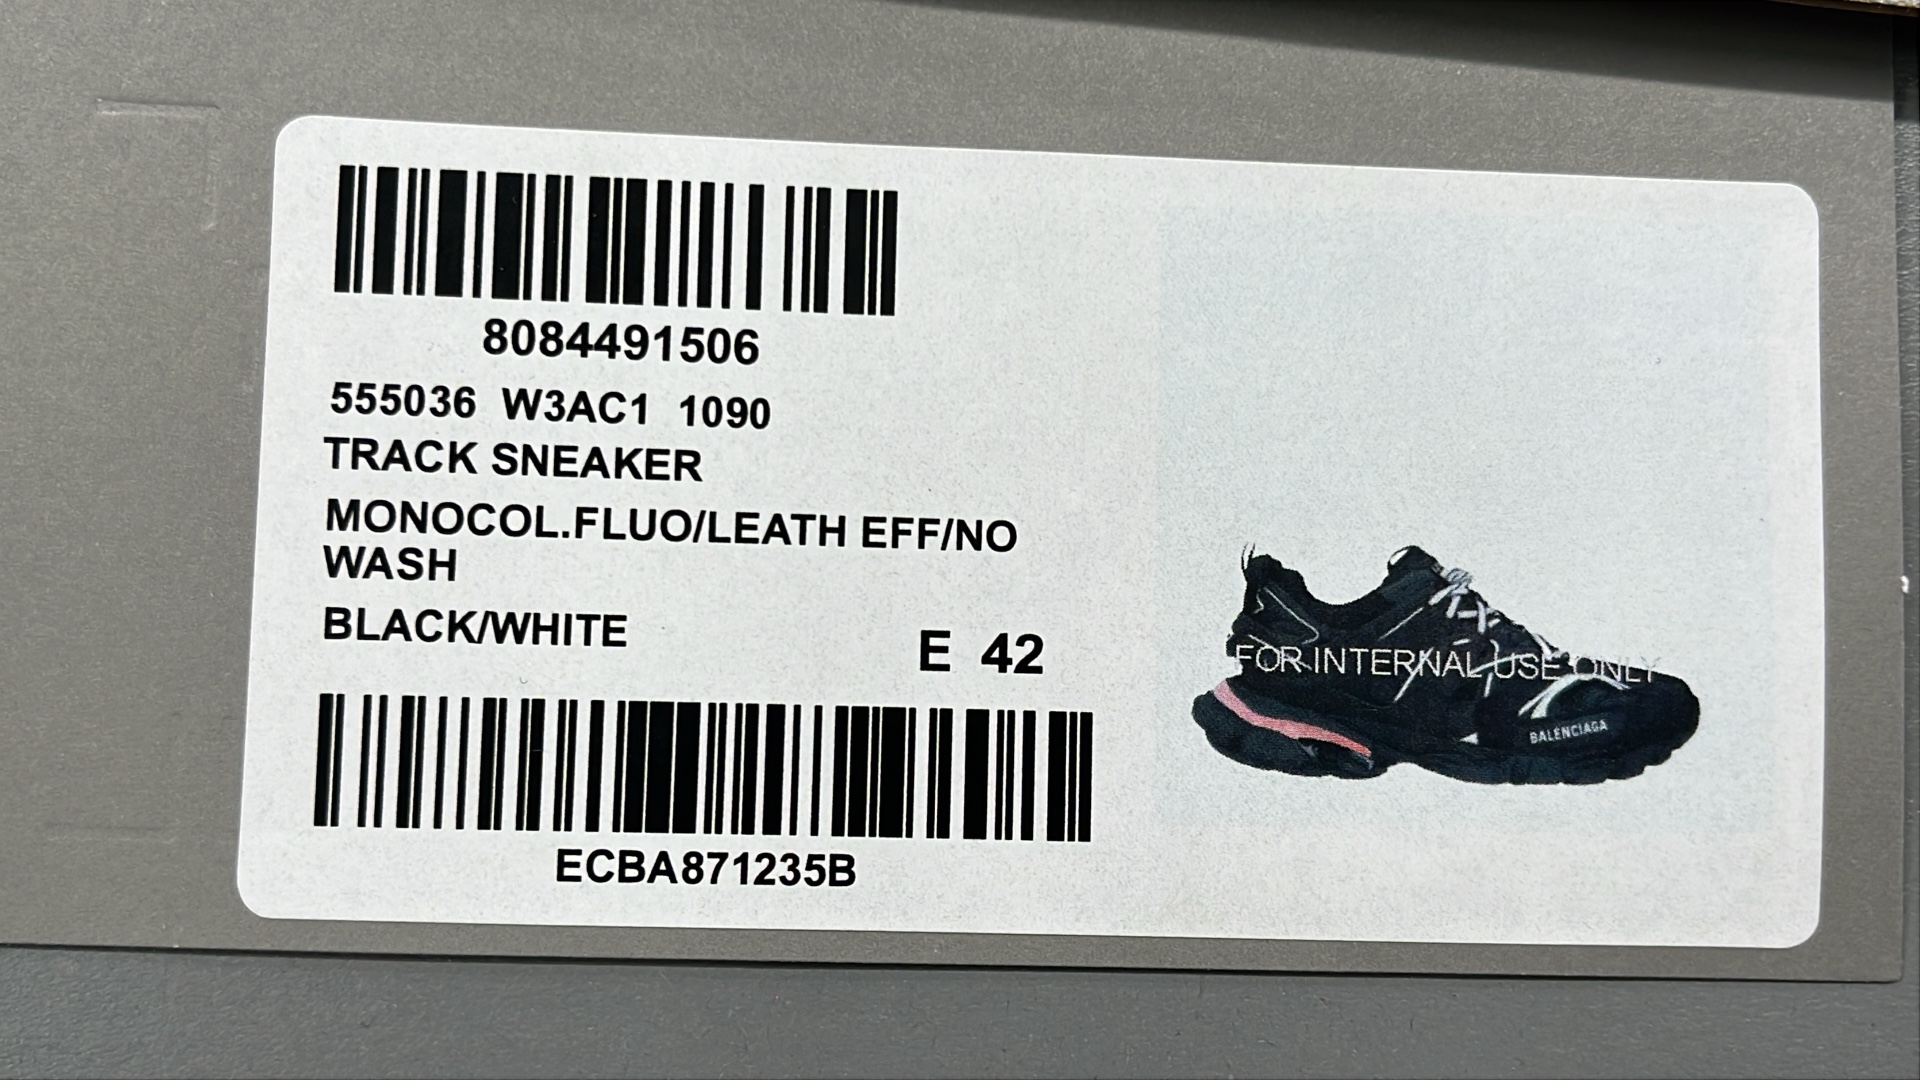 8084491506
555036 W3AC1 1090
TRACK SNEAKER
MONOCOL.FLUO/LEATH EFF/NO
WASH
BLACK/WHITE
E 42
ECBA871235B
FOR INTERNAL USE ONLY
BALENCIAGA